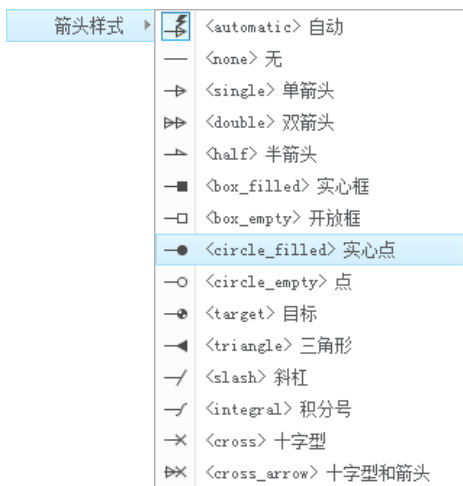 箭头样式
<automatic> 自动
<none> 无
<single> 单箭头
<double> 双箭头
<half> 半箭头
<box_filled> 实心框
<box_empty> 开放框
<circle_filled> 实心点
<circle_empty> 点
<target> 目标
<triangle> 三角形
<slash> 斜杠
<integral> 积分号
<cross> 十字型
<cross_arrow> 十字型和箭头